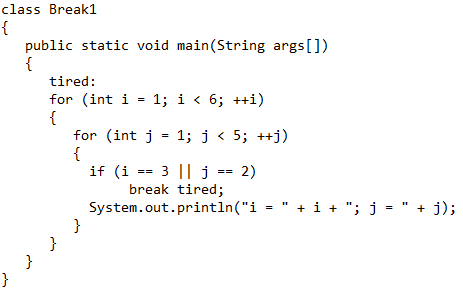 class Break1
{
   public static void main(String args[])
   {
      tired:
      for (int i = 1; i < 6; ++i)
      {
         for (int j = 1; j < 5; ++j)
         {
           if (i == 3 || j == 2)
                break tired;
           System.out.println("i = " + i + "; j = " + j);
         }
      }
   }
}